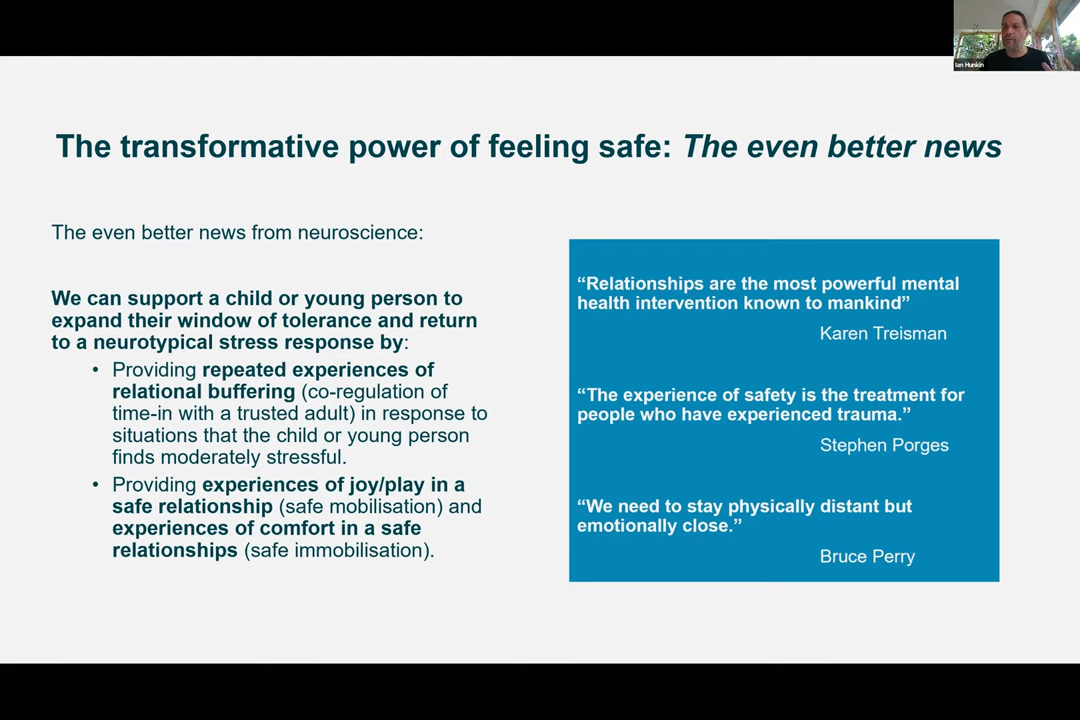 Ian Hunkin
The transformative power of feeling safe: The even better news
The even better news from neuroscience:
We can support a child or young person to
expand their window of tolerance and return
to a neurotypical stress response by:
• Providing repeated experiences of
relational buffering (co-regulation of
time-in with a trusted adult) in response to
situations that the child or young person
finds moderately stressful.
• Providing experiences of joy/play in a
safe relationship (safe mobilisation) and
experiences of comfort in a safe
relationships (safe immobilisation).
“Relationships are the most powerful mental
health intervention known to mankind”
Karen Treisman
“The experience of safety is the treatment for
people who have experienced trauma.”
Stephen Porges
“We need to stay physically distant but
emotionally close.”
Bruce Perry